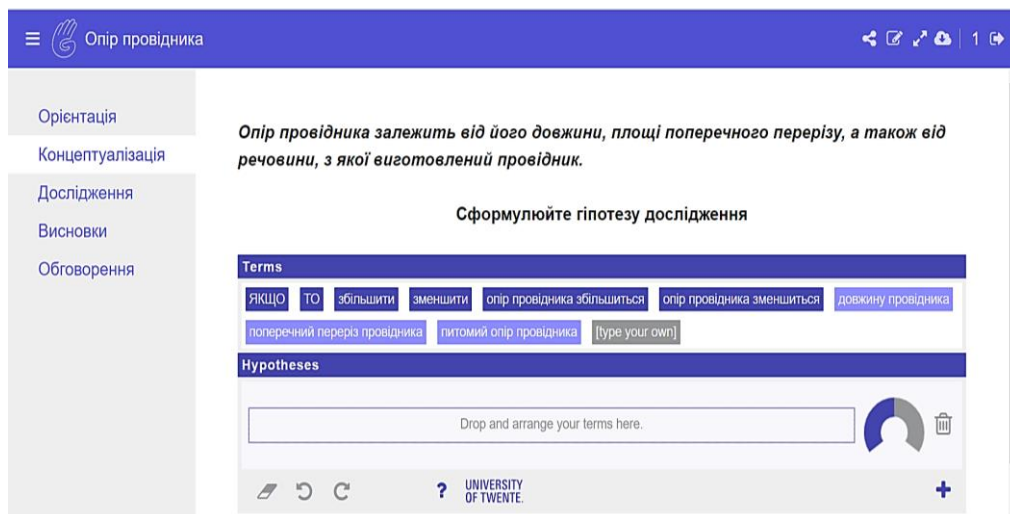 Опір провідника
1
Орієнтація
Концептуалізація
Дослідження
Висновки
Обговорення
Опір провідника залежить від його довжини, площі поперечного перерізу, а також від
речовини, з якої виготовлений провідник.
Сформулюйте гіпотезу дослідження
Terms
ЯКЩО ТО збільшити зменшити опір провідника збільшиться опір провідника зменшиться довжину провідника
поперечний переріз провідника питомий опір провідника [type your own]
Hypotheses
Drop and arrange your terms here.
? UNIVERSITY
OF TWENTE.